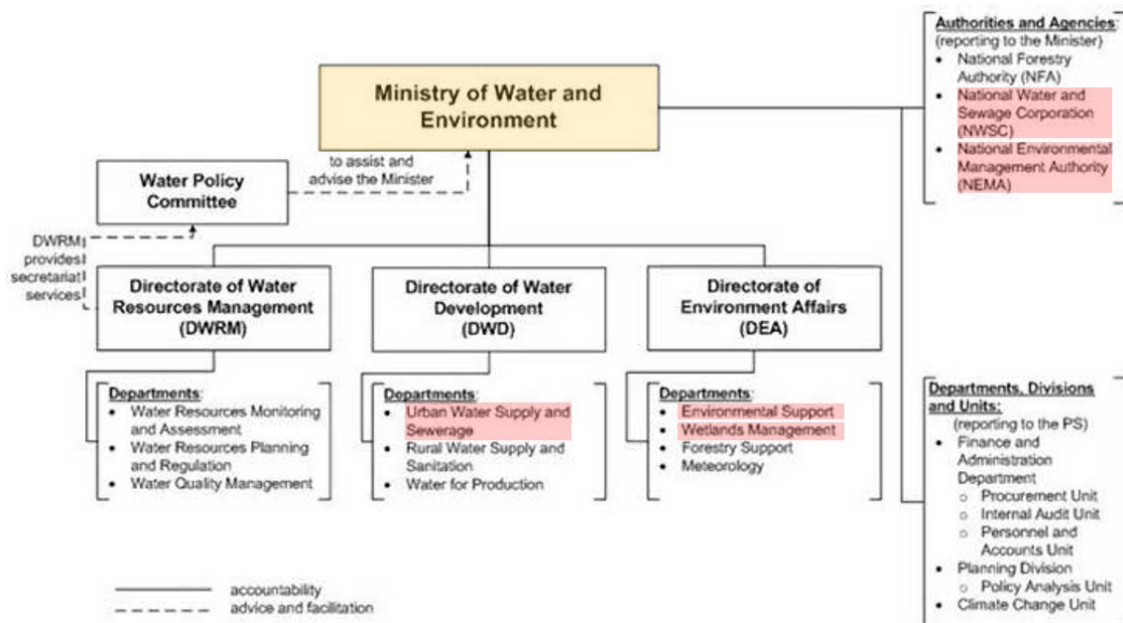 Authorities and Agencies:
(reporting to the Minister)
• National Forestry
Authority (NFA)
• National Water and
Sewage Corporation
(NWSC)
• National Environmental
Management Authority
(NEMA)
Ministry of Water and
Environment
to assist and
advise the Minister
Water Policy
Committee
DWRM
provides
secretariat
services
Directorate of Water
Resources Management
(DWRM)
Directorate of Water
Development
(DWD)
Directorate of
Environment Affairs
(DEA)
Departments:
• Water Resources Monitoring
and Assessment
• Water Resources Planning
and Regulation
• Water Quality Management
Departments:
• Urban Water Supply and
Sewerage
• Rural Water Supply and
Sanitation
• Water for Production
Departments:
• Environmental Support
• Wetlands Management
• Forestry Support
• Meteorology
Departments, Divisions
and Units:
(reporting to the PS)
• Finance and
Administration
Department
o Procurement Unit
o Internal Audit Unit
o Personnel and
Accounts Unit
• Planning Division
o Policy Analysis Unit
• Climate Change Unit
accountability
advice and facilitation